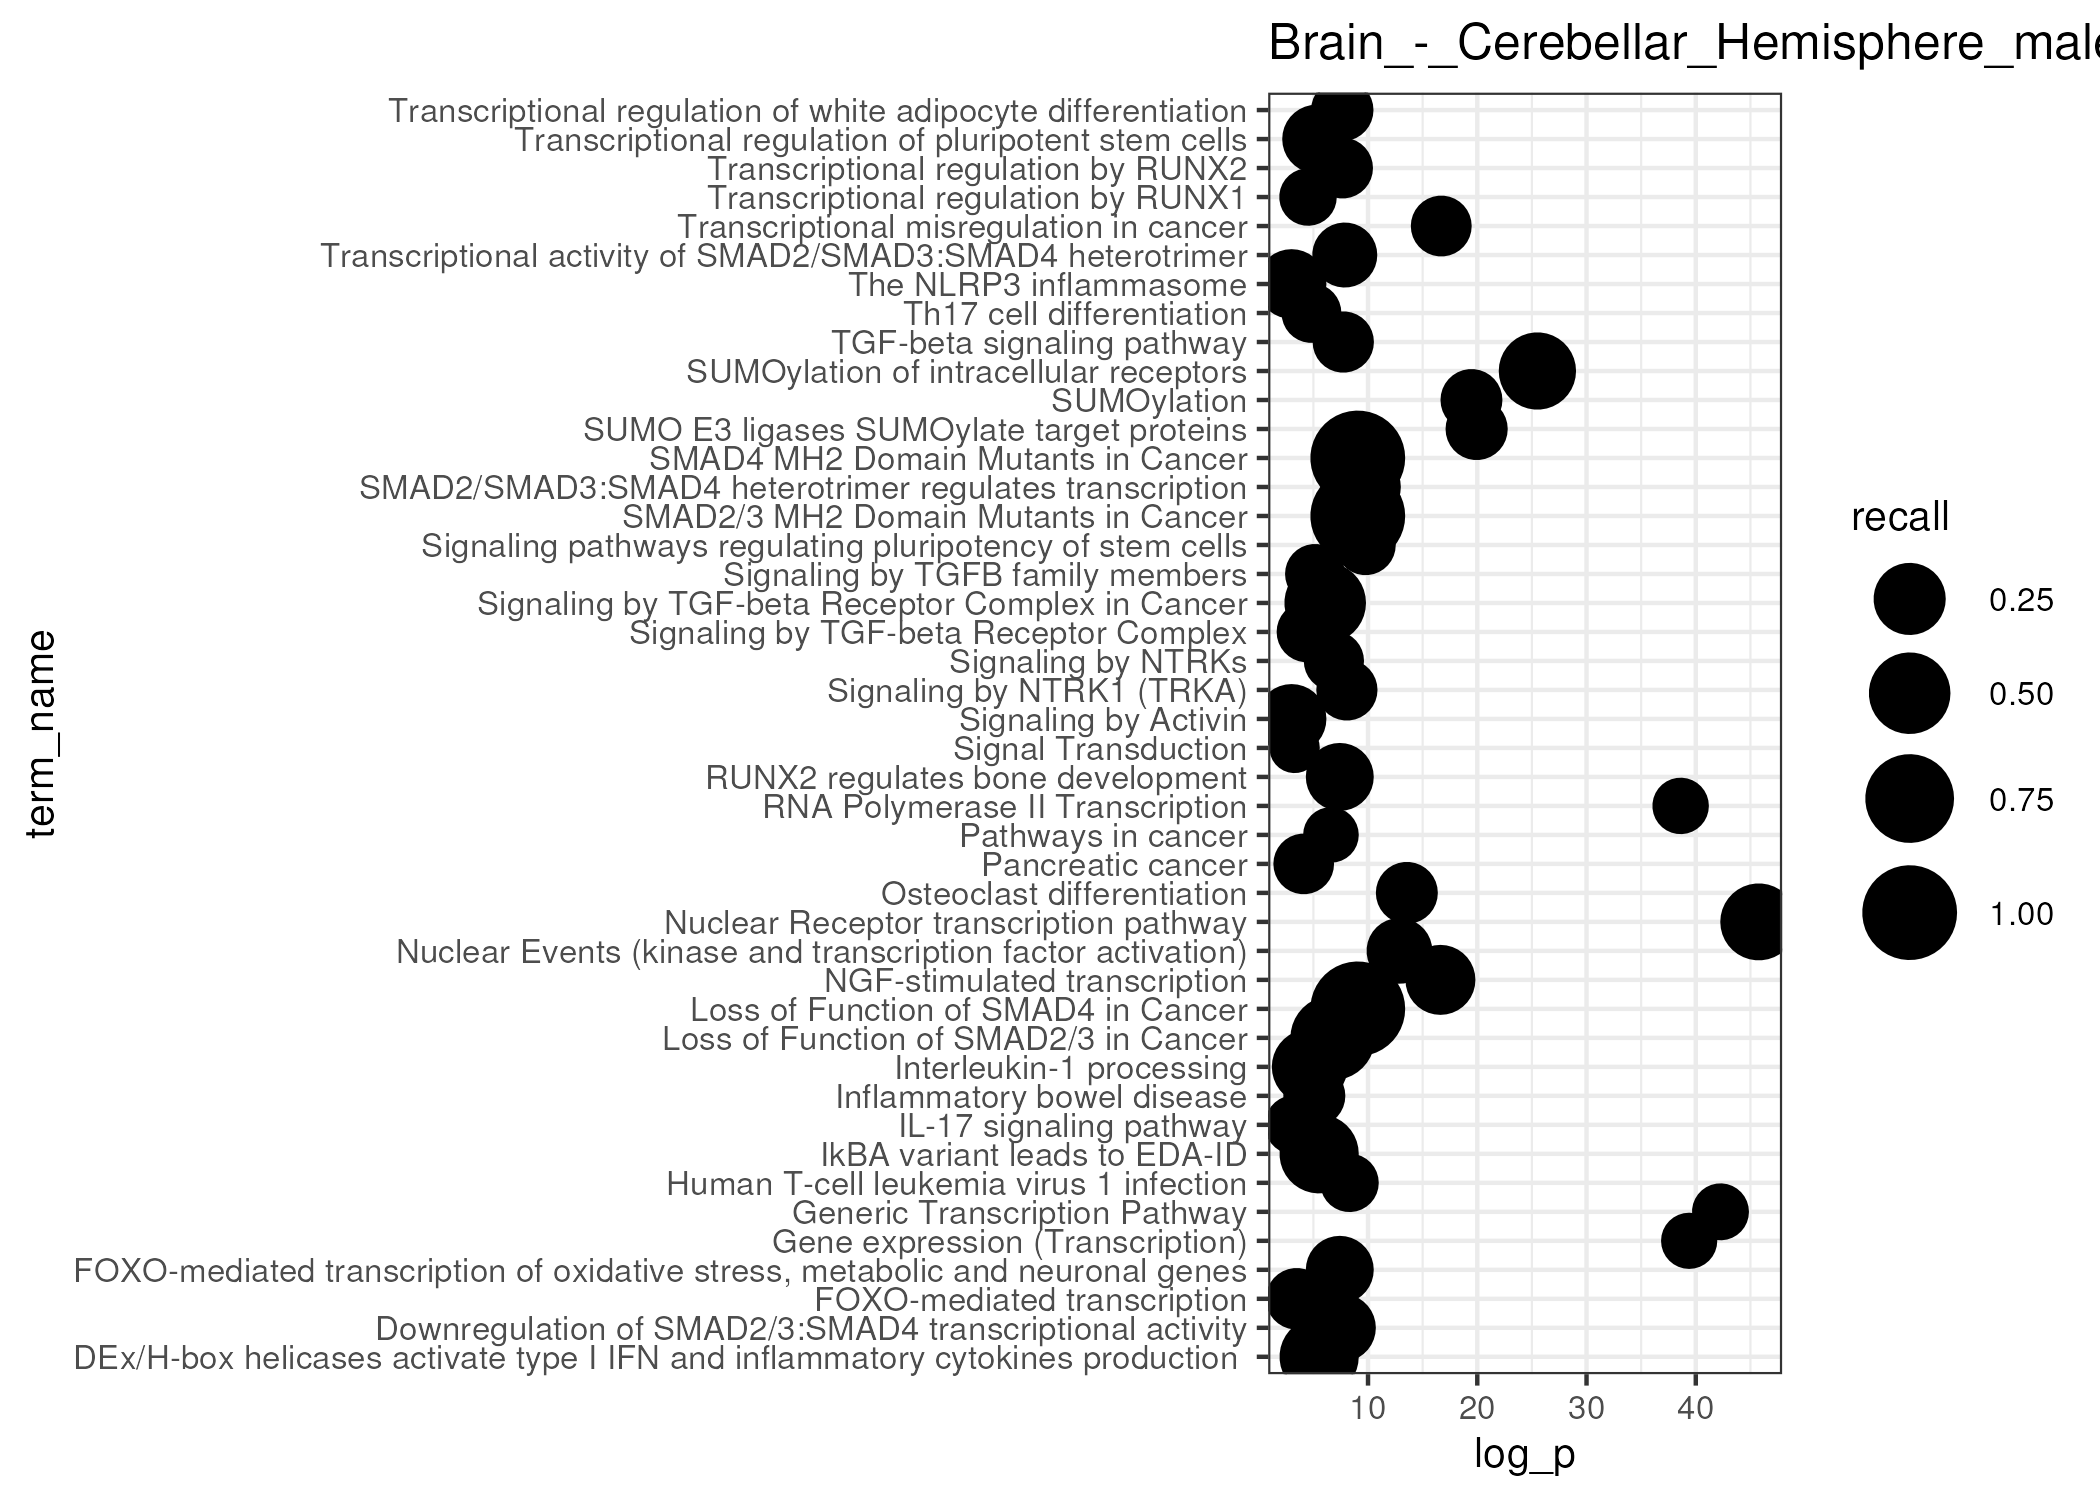 Brain_-_Cerebellar_Hemisphere_male
Transcriptional regulation of white adipocyte differentiation
Transcriptional regulation of pluripotent stem cells
Transcriptional regulation by RUNX2
Transcriptional regulation by RUNX1
Transcriptional misregulation in cancer
Transcriptional activity of SMAD2/SMAD3:SMAD4 heterotrimer
The NLRP3 inflammasome
Th17 cell differentiation
TGF-beta signaling pathway
SUMOylation of intracellular receptors
SUMOylation
SUMO E3 ligases SUMOylate target proteins
SMAD4 MH2 Domain Mutants in Cancer
SMAD2/SMAD3:SMAD4 heterotrimer regulates transcription
SMAD2/3 MH2 Domain Mutants in Cancer
Signaling pathways regulating pluripotency of stem cells
Signaling by TGFB family members
Signaling by TGF-beta Receptor Complex in Cancer
Signaling by TGF-beta Receptor Complex
Signaling by NTRKs
Signaling by NTRK1 (TRKA)
Signaling by Activin
Signal Transduction
RUNX2 regulates bone development
RNA Polymerase II Transcription
Pathways in cancer
Pancreatic cancer
Osteoclast differentiation
Nuclear Receptor transcription pathway
Nuclear Events (kinase and transcription factor activation)
NGF-stimulated transcription
Loss of Function of SMAD4 in Cancer
Loss of Function of SMAD2/3 in Cancer
Interleukin-1 processing
Inflammatory bowel disease
IL-17 signaling pathway
IkBA variant leads to EDA-ID
Human T-cell leukemia virus 1 infection
Generic Transcription Pathway
Gene expression (Transcription)
FOXO-mediated transcription of oxidative stress, metabolic and neuronal genes
FOXO-mediated transcription
Downregulation of SMAD2/3:SMAD4 transcriptional activity
DEx/H-box helicases activate type I IFN and inflammatory cytokines production
term_name
10 20 30 40
log_p
recall
0.25
0.50
0.75
1.00